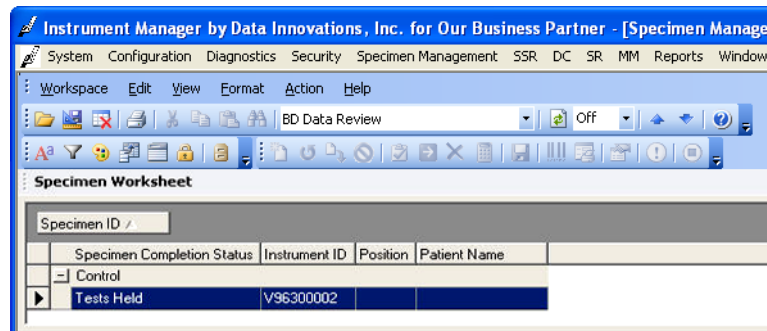 Instrument Manager by Data Innovations, Inc. for Our Business Partner - [Specimen Manage
System Configuration Diagnostics Security Specimen Management SSR DC SR MM Reports Window
Workspace Edit View Format Action Help
BD Data Review Off
Specimen Worksheet
Specimen ID
Specimen Completion Status Instrument ID Position Patient Name
Control
Tests Held V96300002